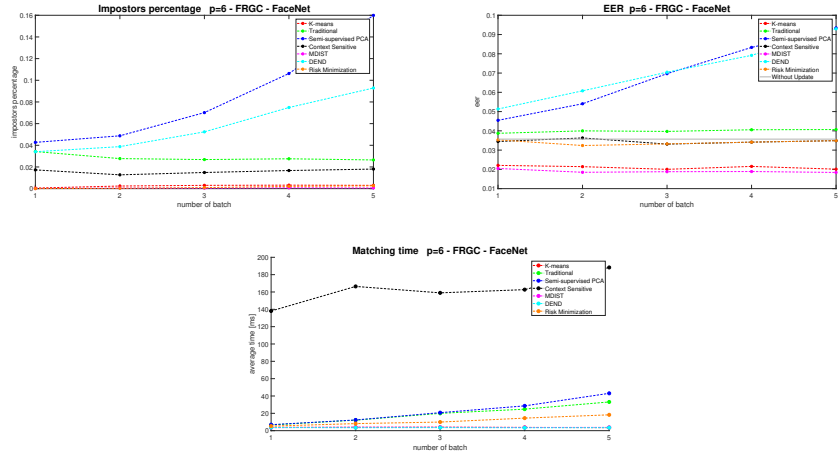 Impostors percentage p=6 - FRGC - FaceNet
0.16
0.14
0.12
0.1
0.08
0.06
0.04
0.02
0
impostors percentage
1 2 3 4 5
number of batch
K-means
Traditional
Semi-supervised PCA
Context Sensitive
MDIST
DEND
Risk Minimization
EER p=6 - FRGC - FaceNet
0.1
0.09
0.08
0.07
0.06
0.05
0.04
0.03
0.02
0.01
eer
1 2 3 4 5
number of batch
K-means
Traditional
Semi-supervised PCA
Context Sensitive
MDIST
DEND
Risk Minimization
Without Update
Matching time p=6 - FRGC - FaceNet
200
180
160
140
120
100
80
60
40
20
0
average time [ms]
1 2 3 4 5
number of batch
K-means
Traditional
Semi-supervised PCA
Context Sensitive
MDIST
DEND
Risk Minimization